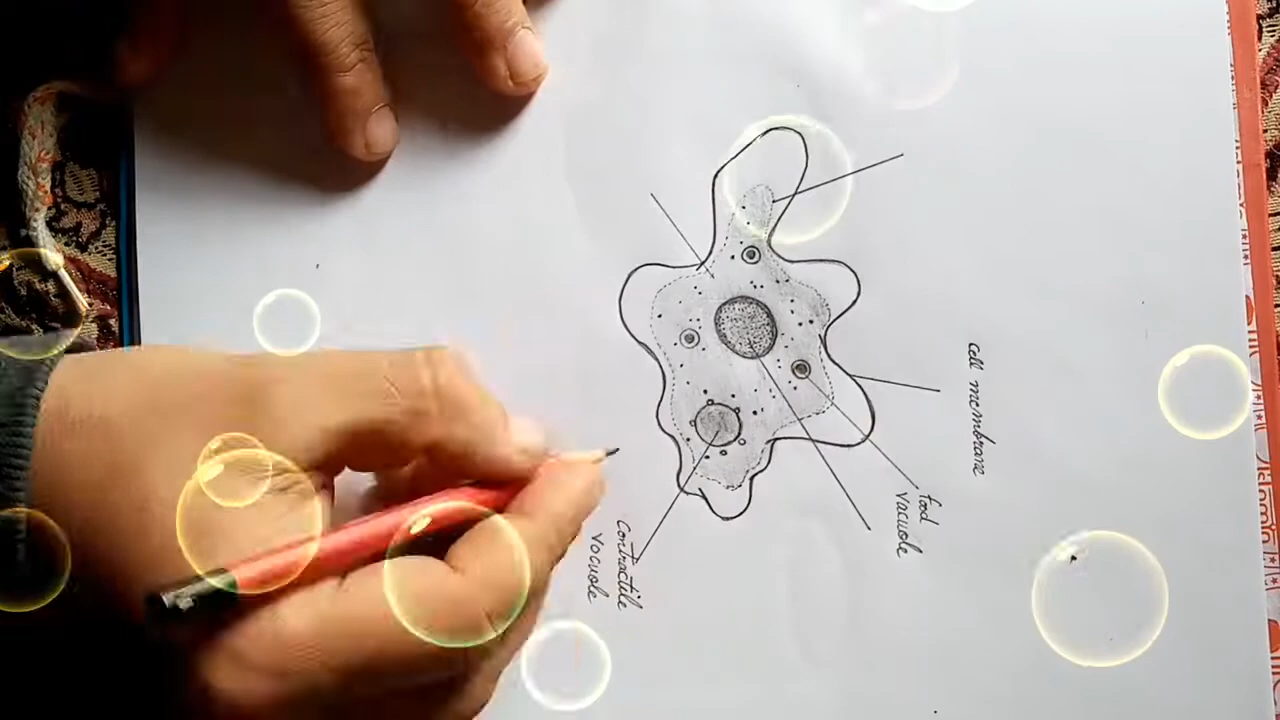 cell membrane
food
vacuole
contractile
vacuole